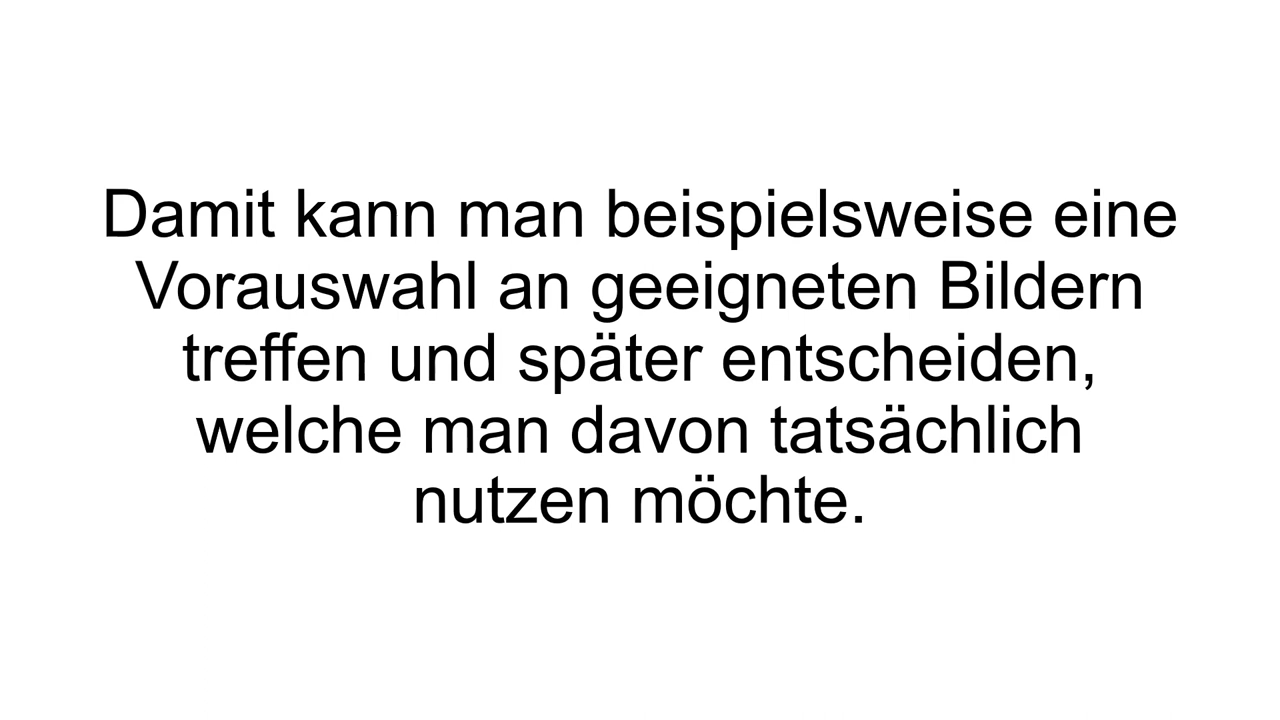 Damit kann man beispielsweise eine
Vorauswahl an geeigneten Bildern
treffen und später entscheiden,
welche man davon tatsächlich
nutzen möchte.